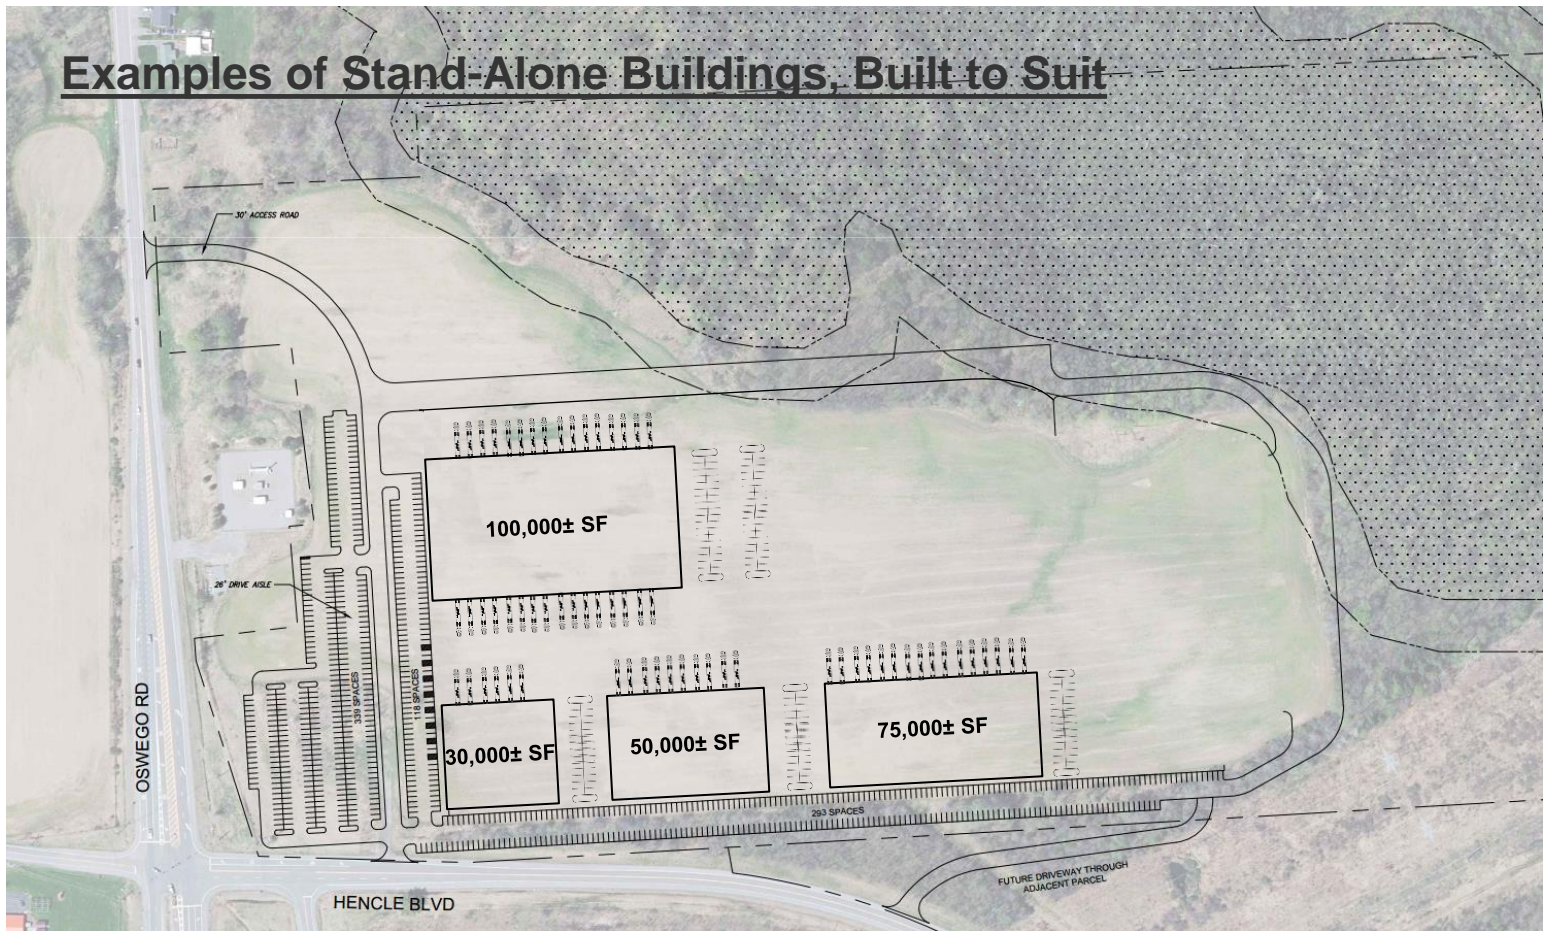 Examples of Stand-Alone Buildings, Built to Suit
30' ACCESS ROAD
100,000± SF
26' DRIVE AISLE
339 SPACES
118 SPACES
30,000± SF
50,000± SF
75,000± SF
293 SPACES
OSWEGO RD
FUTURE DRIVEWAY THROUGH
ADJACENT PARCEL
HENCLE BLVD